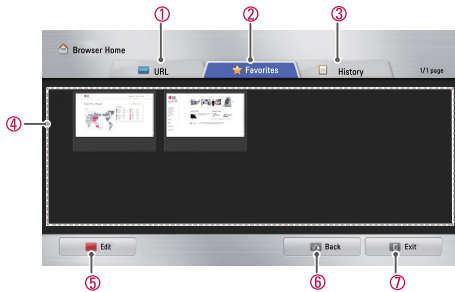 ① ② ③
Browser Home
URL Favorites History 1/1 page
④
Edit Back Exit
⑤ ⑥ ⑦